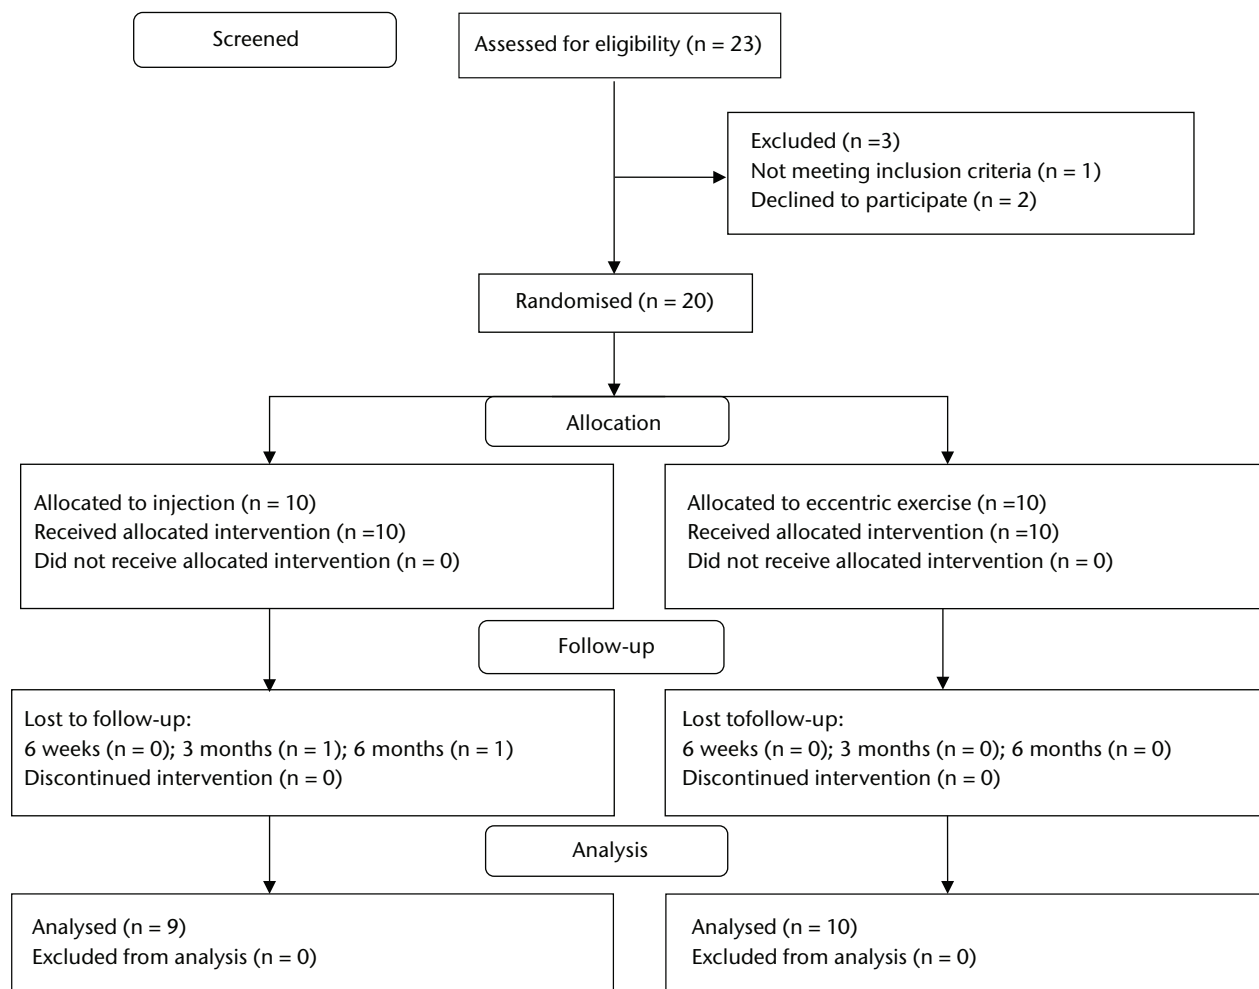 Screened
Assessed for eligibility (n = 23)
Excluded (n =3)
Not meeting inclusion criteria (n = 1)
Declined to participate (n = 2)
Randomised (n = 20)
Allocation
Allocated to injection (n = 10)
Received allocated intervention (n =10)
Did not receive allocated intervention (n = 0)
Allocated to eccentric exercise (n =10)
Received allocated intervention (n =10)
Did not receive allocated intervention (n = 0)
Follow-up
Lost to follow-up:
6 weeks (n = 0); 3 months (n = 1); 6 months (n = 1)
Discontinued intervention (n = 0)
Lost tofollow-up:
6 weeks (n = 0); 3 months (n = 0); 6 months (n = 0)
Discontinued intervention (n = 0)
Analysis
Analysed (n = 9)
Excluded from analysis (n = 0)
Analysed (n = 10)
Excluded from analysis (n = 0)